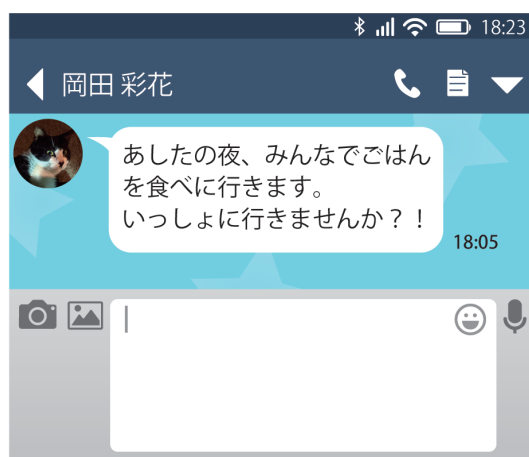 18:23
岡田 彩花
あしたの夜、みんなでごはん
を食べに行きます。
いっしょに行きませんか？！
18:05